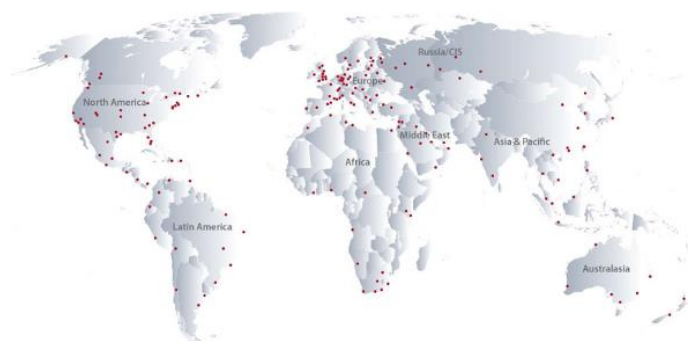 Russia/CIS
Europe
North America
Middle East
Asia & Pacific
Africa
Latin America
Australasia